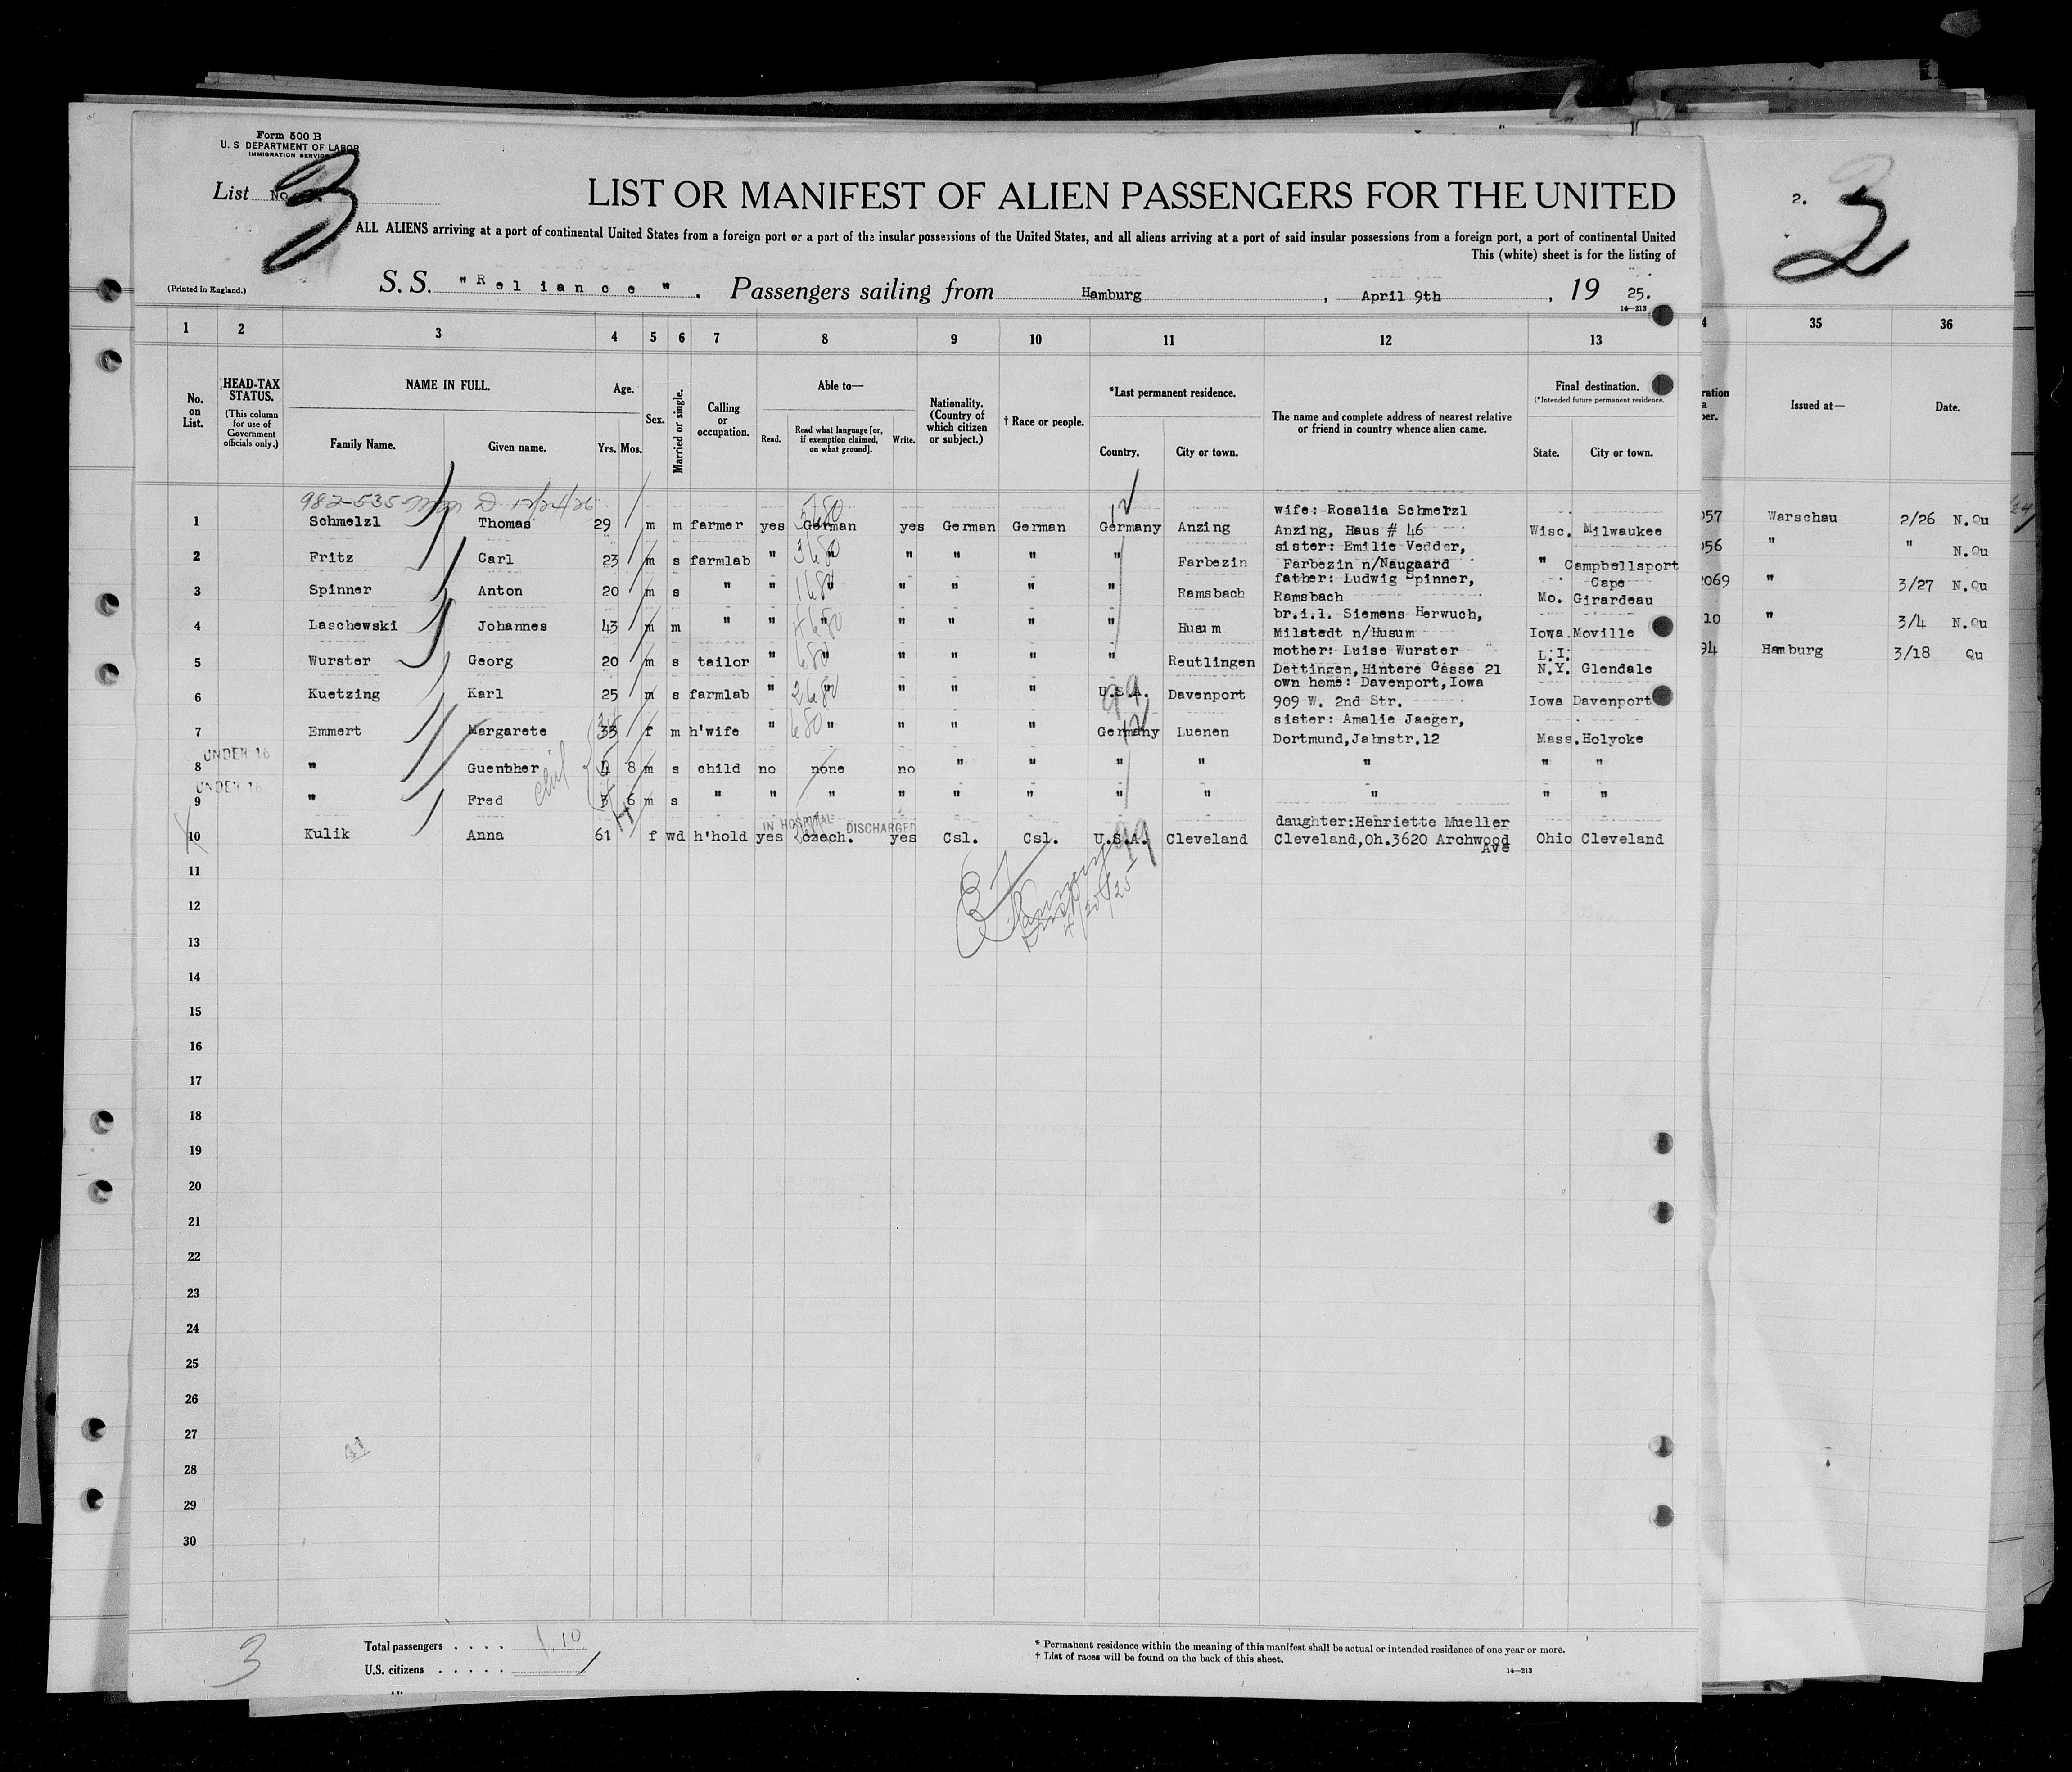 Form 500 B
U. S DEPARTMENT OF LABOR
IMMIGRATION SERVICE
List No. 3
LIST OR MANIFEST OF ALIEN PASSENGERS FOR THE UNITED
ALL ALIENS arriving at a port of continental United States from a foreign port or a port of the insular possessions of the United States, and all aliens arriving at a port of said insular possessions from a foreign port, a port of continental United
This (white) sheet is for the listing of
(Printed in England.)
S. S. "Reliance". Passengers sailing from Hamburg, April 9th, 19 25.
14—213
1 2 3 4 5 6 7 8 9 10 11 12 13
No. on List.
HEAD-TAX STATUS.
(This column for use of Government officials only.)
NAME IN FULL.
Family Name. Given name.
Age.
Yrs. Mos.
Sex.
Married or single.
Calling or occupation.
Able to—
Read. Read what language [or, if exemption claimed, on what ground]. Write.
Nationality. (Country of which citizen or subject.)
† Race or people.
*Last permanent residence.
Country. City or town.
The name and complete address of nearest relative or friend in country whence alien came.
Final destination.
(*Intended future permanent residence.
State. City or town.
982-535 12/24/26
wife: Rosalia Schmelzl
1 Schmelzl Thomas 29 m m farmer yes German yes German German Germany Anzing Anzing, Haus # 46 Wisc. Milwaukee
sister: Emilie Vedder,
2 Fritz Carl 23 m s farmlab " " " " " " Farbezin Farbezin n/Naugaard " Campbellsport
father: Ludwig Spinner, Cape
3 Spinner Anton 20 m s " " " " " " " Ramsbach Ramsbach Mo. Girardeau
br.i.l. Siemens Herwuch,
4 Laschewski Johannes 43 m m " " " " " " " Husum Milstedt n/Husum Iowa. Moville
mother: Luise Wurster L.I.
5 Wurster Georg 20 m s tailor " " " " " " Reutlingen Dettingen, Hintere Gasse 21 N.Y. Glendale
own home: Davenport, Iowa
6 Kuetzing Karl 25 m s farmlab " " " " " U.S.A. Davenport 909 W. 2nd Str. Iowa Davenport
sister: Amalie Jaeger,
7 Emmert Margarete 33 f m h'wife " " " " " Germany Luenen Dortmund, Jahnstr. 12 Mass. Holyoke
UNDER 16
8 " Guenther 4 8 m s child no none no " " " " " " "
UNDER 16
9 " Fred 3 6 m s " " " " " " " " " " "
IN HOSPITAL DISCHARGED
daughter: Henriette Mueller
10 Kulik Anna 61 f wd h'hold yes czech. yes Csl. Csl. U.S.A. Cleveland Cleveland, Oh. 3620 Archwood Ave Ohio Cleveland
4/20/25
11
12
13
14
15
16
17
18
19
20
21
22
23
24
25
26
27
28
29
30
3
Total passengers . . . . 10
U.S. citizens . . . . .
* Permanent residence within the meaning of this manifest shall be actual or intended residence of one year or more.
† List of races will be found on the back of this sheet.
14—213
2. 2
35 36
Issued at— Date.
057 Warschau 2/26 N.Qu
056 " " N.Qu
2069 " 3/27 N.Qu
10 " 3/4 N.Qu
94 Hamburg 3/18 Qu